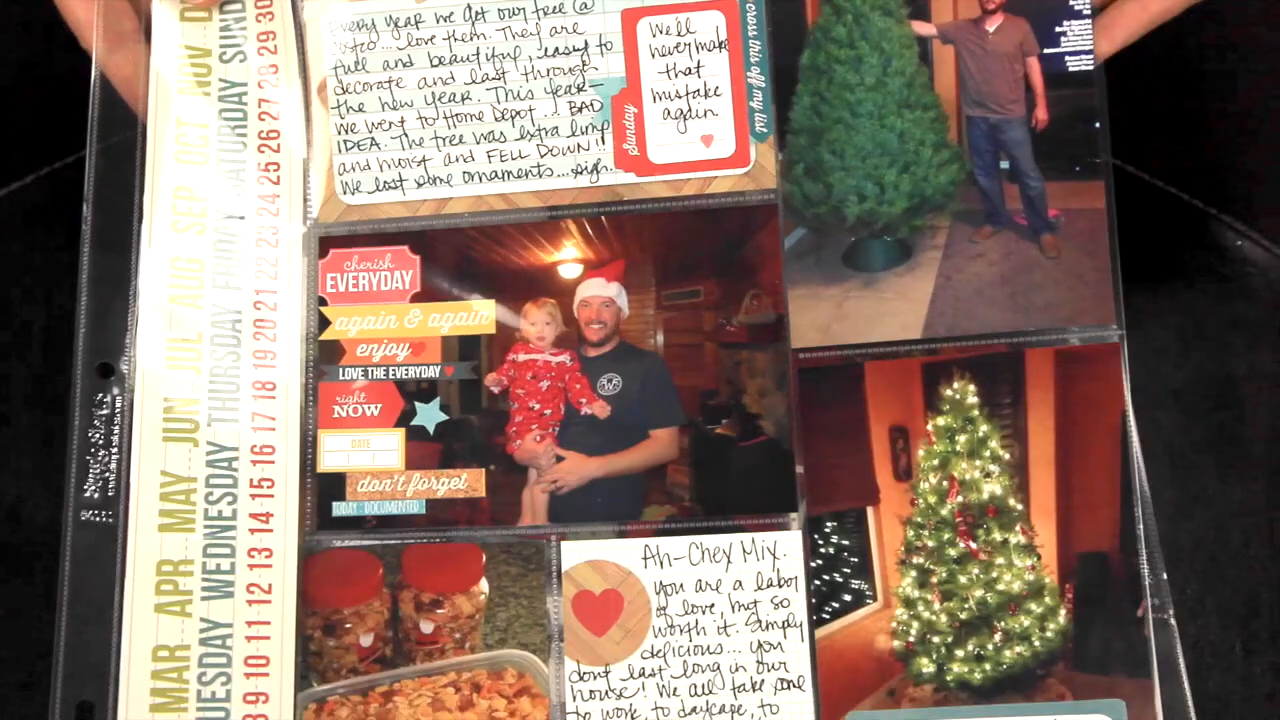 Every year we get our tree @
Costco... love them. They are
full and beautiful, easy to
decorate and last through
the new year. This year-
we went to Home Depot... BAD
IDEA. The tree was extra limp
and moist and FELL DOWN!!
We lost some ornaments... sigh.
We'll
never make
that
mistake
again.
Sunday
cross this off my list
cherish
EVERYDAY
again & again
enjoy
LOVE THE EVERYDAY
right
NOW
DATE
don't forget
TODAY: DOCUMENTED
Ah-Chex Mix.
you are a labor
of love, but so
worth it. Simply
delicious... you
dont last long in our
house! We all take some
to work, to daycare, to
MAR APR MAY JUN JUL AUG SEP OCT NOV D
UESDAY WEDNESDAY THURSDAY FRIDAY SATURDAY SUND
8 9 10 11 12 13 14 15 16 17 18 19 20 21 22 23 24 25 26 27 28 29 30